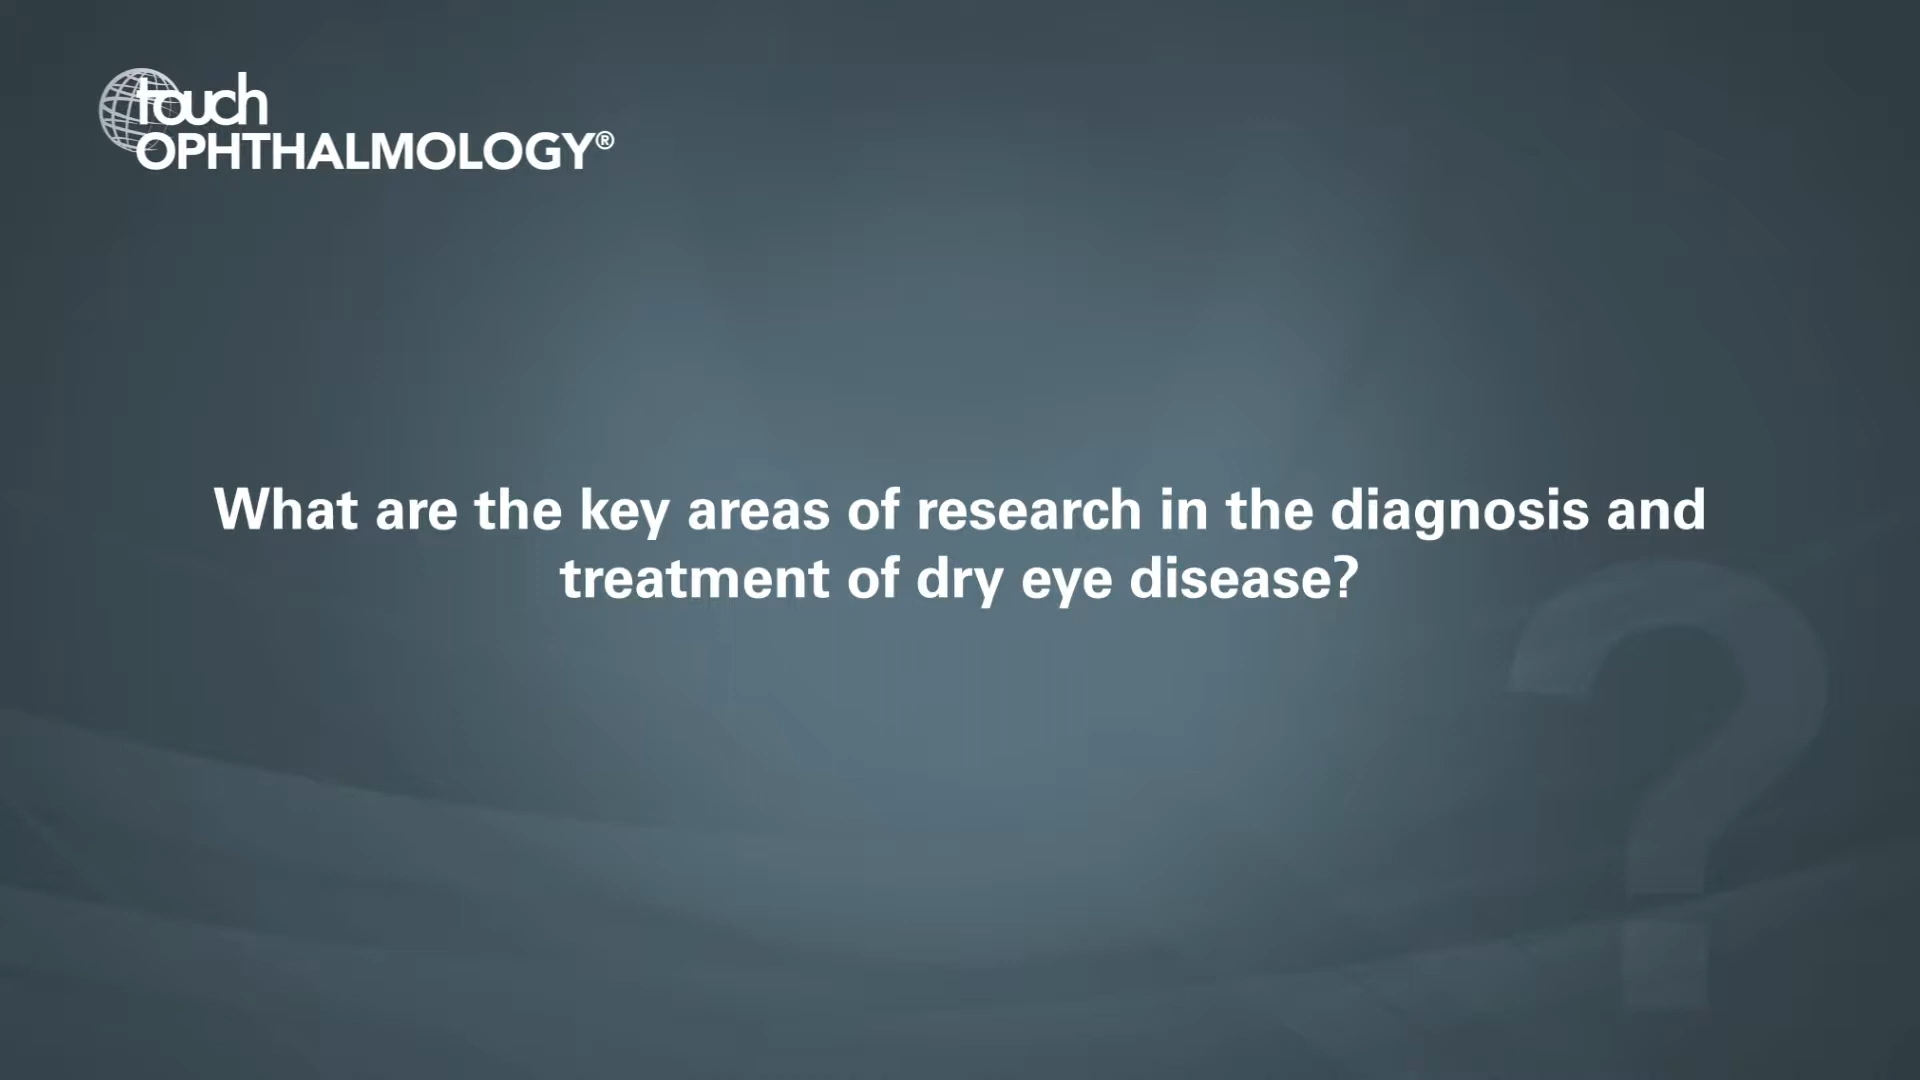 touch
OPHTHALMOLOGY®
What are the key areas of research in the diagnosis and
treatment of dry eye disease?
?